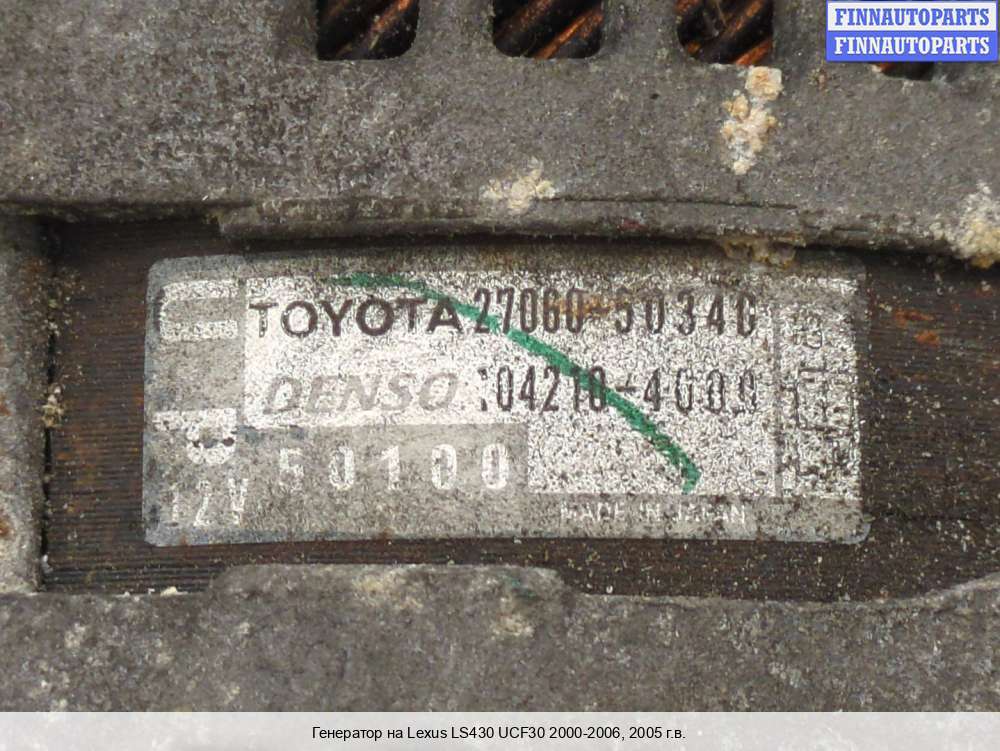 FINNAUTOPARTS
FINNAUTOPARTS
TOYOTA 27060-50340
DENSO 104210-4000
50100
12V
MADE IN JAPAN
Генератор на Lexus LS430 UCF30 2000-2006, 2005 г.в.